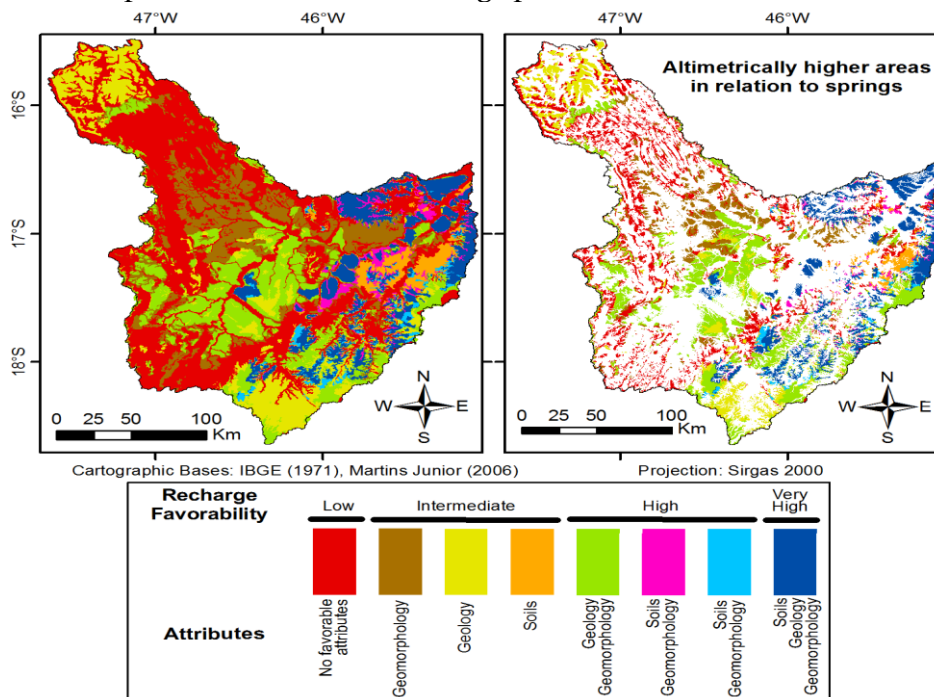 47°W 46°W 47°W 46°W
Altimetrically higher areas
in relation to springs
16°S
17°S
18°S
N
W E
S
0 25 50 100
Km
N
W E
S
0 25 50 100
Km
Cartographic Bases: IBGE (1971), Martins Junior (2006) Projection: Sirgas 2000
Recharge
Favorability
Low Intermediate High Very
High
Attributes
No favorable
attributes
Geomorphology
Geology
Soils
Geology
Geomorphology
Soils
Geomorphology
Soils
Geomorphology
Soils
Geology
Geomorphology